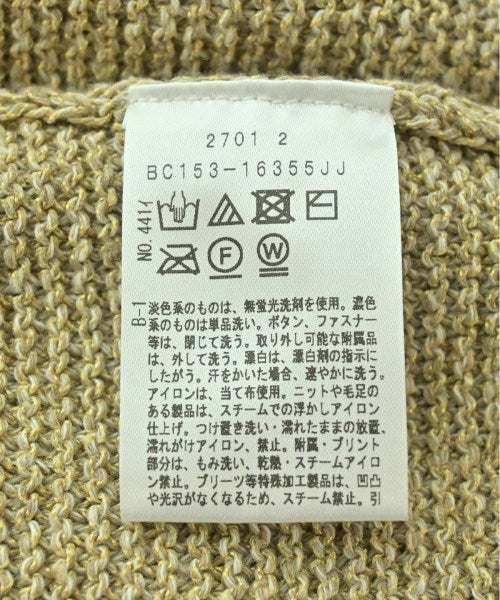 2701 2
BC153-16355JJ
NO.441イ
F
W
B-1
淡色系のものは、無蛍光洗剤を使用。濃色
系のものは単品洗い。ボタン、ファスナー
等は、閉じて洗う。取り外し可能な附属品
は、外して洗う。漂白は、漂白剤の指示に
したがう。汗をかいた場合、速やかに洗う。
アイロンは、当て布使用。ニットや毛足の
ある製品は、スチームでの浮かしアイロン
仕上げ。つけ置き洗い・濡れたままの放置、
濡れがけアイロン、禁止。附属・プリント
部分は、もみ洗い、乾熱・スチームアイロ
ン禁止。プリーツ等特殊加工製品は、凹凸
や光沢がなくなるため、スチーム禁止。引